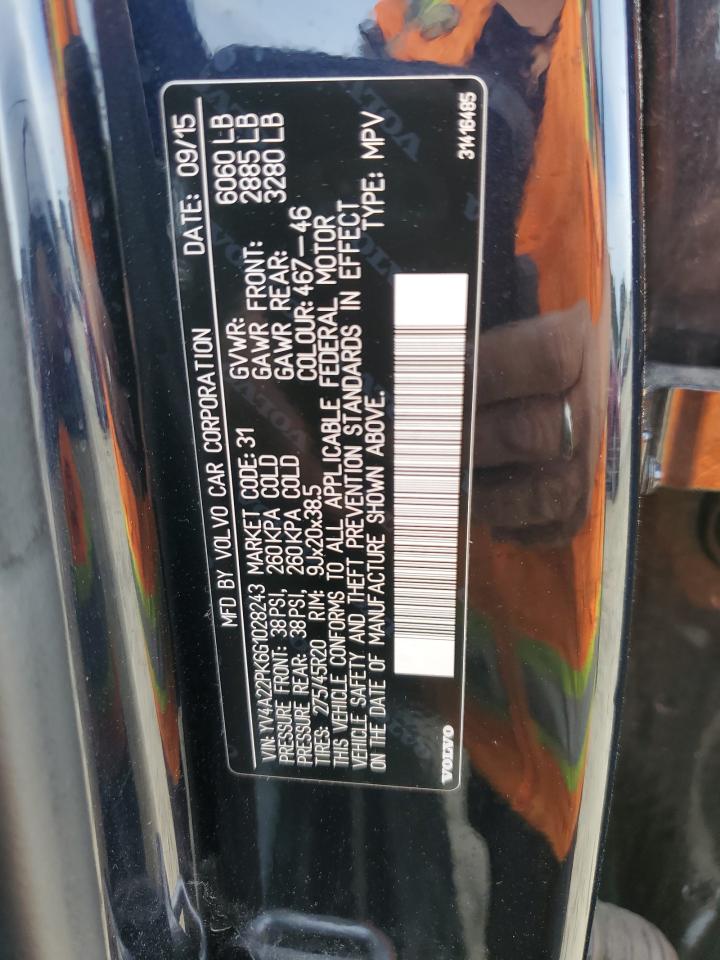 MFD BY VOLVO CAR CORPORATION DATE: 09/15
VIN: YV4A22PK6G1028243 GVWR: 6060 LB
MARKET CODE: 31 GAWR FRONT: 2885 LB
PRESSURE FRONT: 38PSI, 260KPA COLD GAWR REAR: 3280 LB
PRESSURE REAR: 38PSI, 260KPA COLD COLOUR: 467-46
TIRES: 275/45R20 RIM: 9Jx20x38.5
THIS VEHICLE CONFORMS TO ALL APPLICABLE FEDERAL MOTOR
VEHICLE SAFETY AND THEFT PREVENTION STANDARDS IN EFFECT
ON THE DATE OF MANUFACTURE SHOWN ABOVE. TYPE: MPV
VOLVO 31416485